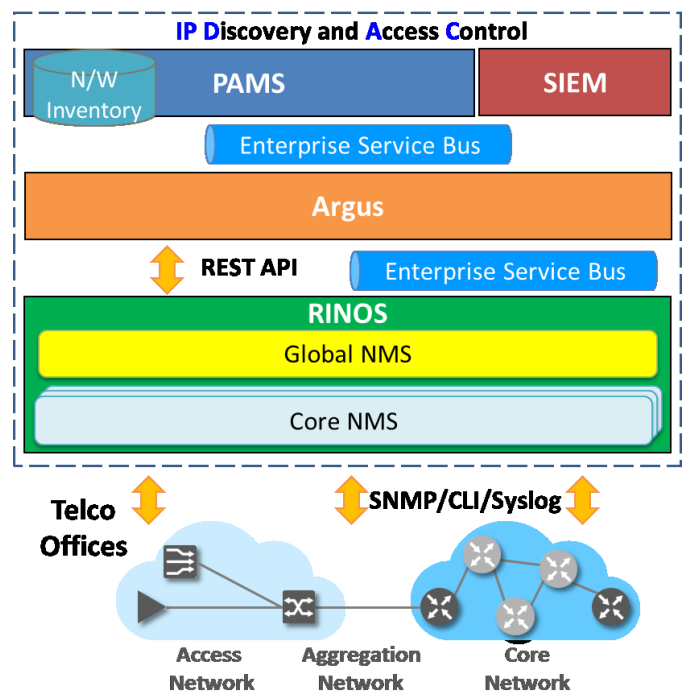 IP Discovery and Access Control
N/W
Inventory
PAMS
SIEM
Enterprise Service Bus
Argus
REST API
Enterprise Service Bus
RINOS
Global NMS
Core NMS
Telco
Offices
SNMP/CLI/Syslog
Access
Network
Aggregation
Network
Core
Network